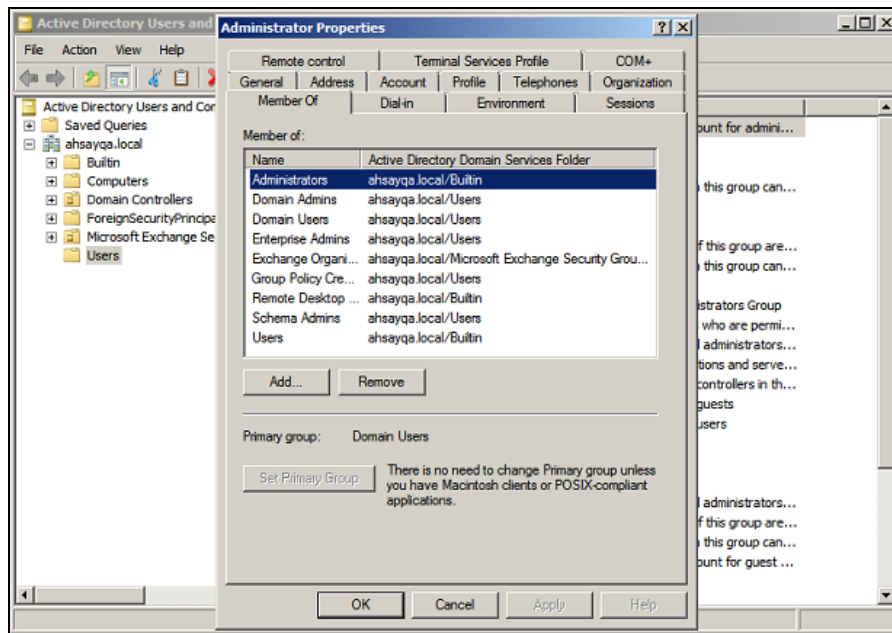 Active Directory Users and
File Action View Help
Active Directory Users and Cor
Saved Queries
ahsayqa.local
Builtin
Computers
Domain Controllers
ForeignSecurityPrincipa
Microsoft Exchange Se
Users
Administrator Properties
Remote control Terminal Services Profile COM+
General Address Account Profile Telephones Organization
Member Of Dial-in Environment Sessions
Member of:
Name Active Directory Domain Services Folder
Administrators ahsayqa.local/Builtin
Domain Admins ahsayqa.local/Users
Domain Users ahsayqa.local/Users
Enterprise Admins ahsayqa.local/Users
Exchange Organi... ahsayqa.local/Microsoft Exchange Security Grou...
Group Policy Cre... ahsayqa.local/Users
Remote Desktop ... ahsayqa.local/Builtin
Schema Admins ahsayqa.local/Users
Users ahsayqa.local/Builtin
Add... Remove
Primary group: Domain Users
Set Primary Group
There is no need to change Primary group unless
you have Macintosh clients or POSIX-compliant
applications.
OK Cancel Apply Help
ount for admini...
this group can...
f this group are...
this group can...
istrators Group
who are permi...
administrators...
tions and serve...
controllers in th...
guests
users
administrators...
f this group are...
this group can...
ount for guest ...